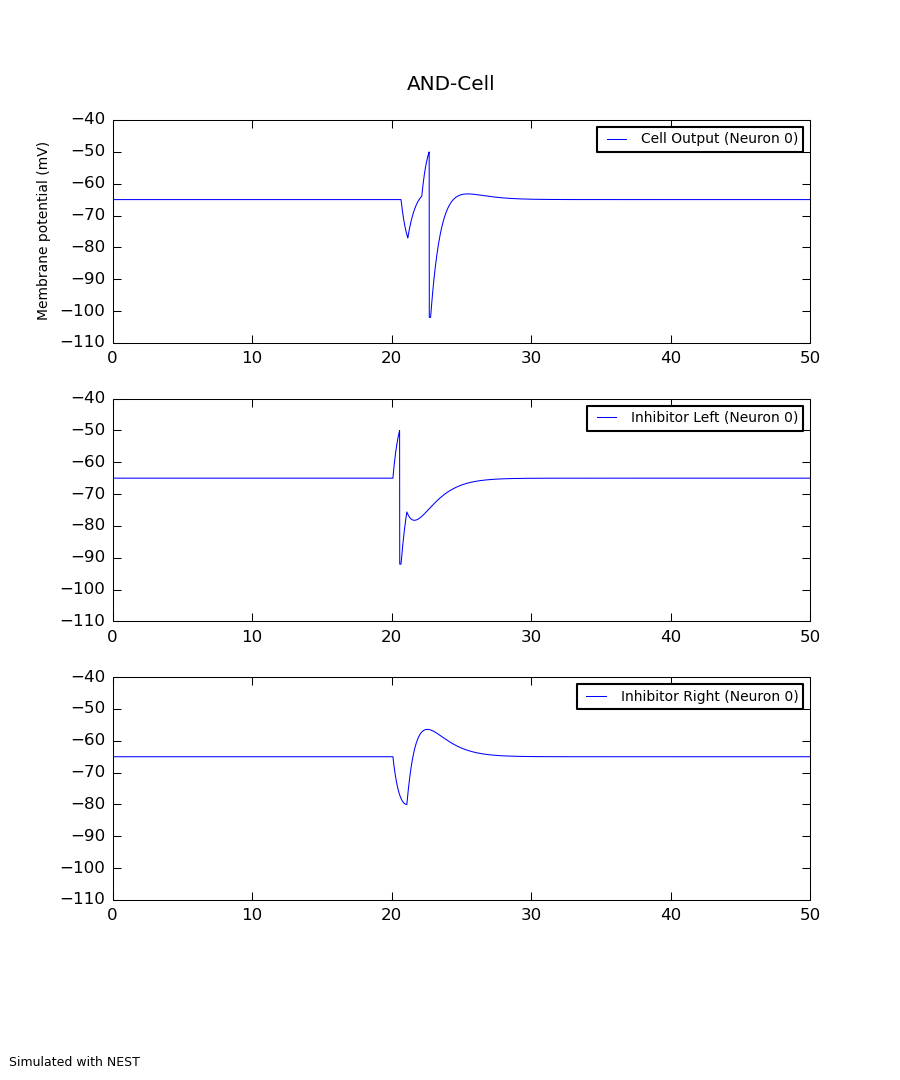 AND-Cell
Membrane potential (mV)
−40
−50
−60
−70
−80
−90
−100
−110
Cell Output (Neuron 0)
0 10 20 30 40 50
−40
−50
−60
−70
−80
−90
−100
−110
Inhibitor Left (Neuron 0)
0 10 20 30 40 50
−40
−50
−60
−70
−80
−90
−100
−110
Inhibitor Right (Neuron 0)
0 10 20 30 40 50
Simulated with NEST